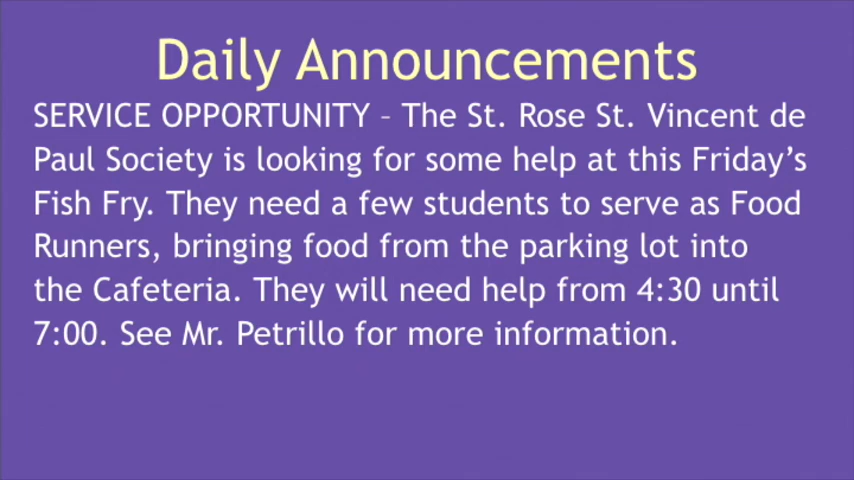 Daily Announcements
SERVICE OPPORTUNITY – The St. Rose St. Vincent de
Paul Society is looking for some help at this Friday’s
Fish Fry. They need a few students to serve as Food
Runners, bringing food from the parking lot into
the Cafeteria. They will need help from 4:30 until
7:00. See Mr. Petrillo for more information.